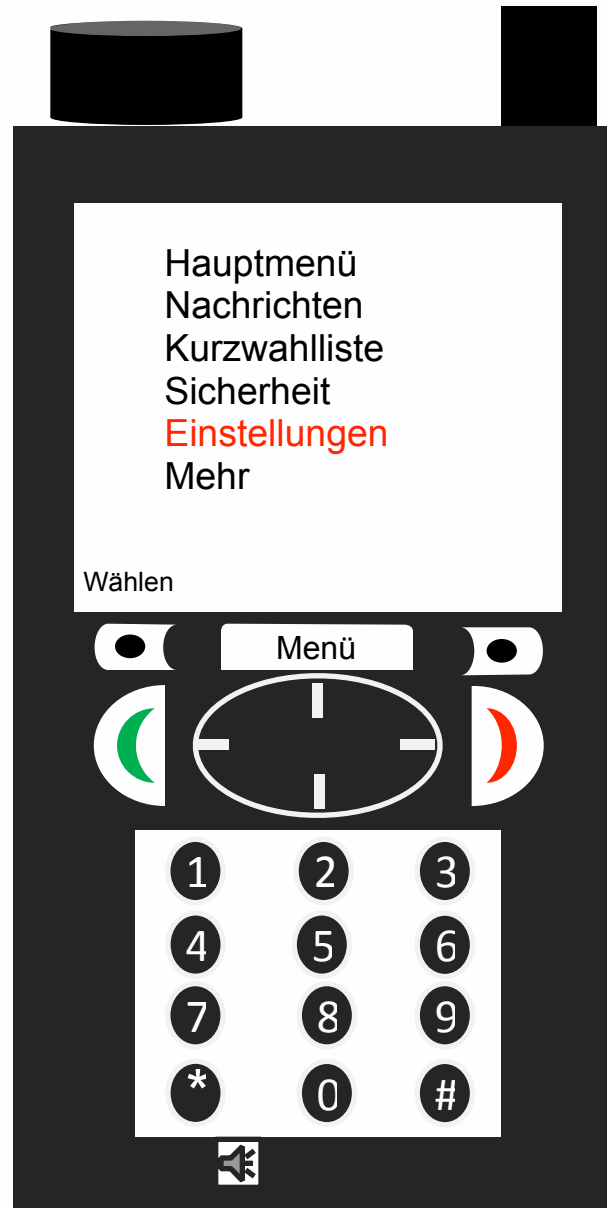 Hauptmenü
Nachrichten
Kurzwahlliste
Sicherheit
Einstellungen
Mehr
Wählen
Menü
1 2 3
4 5 6
7 8 9
* 0 #